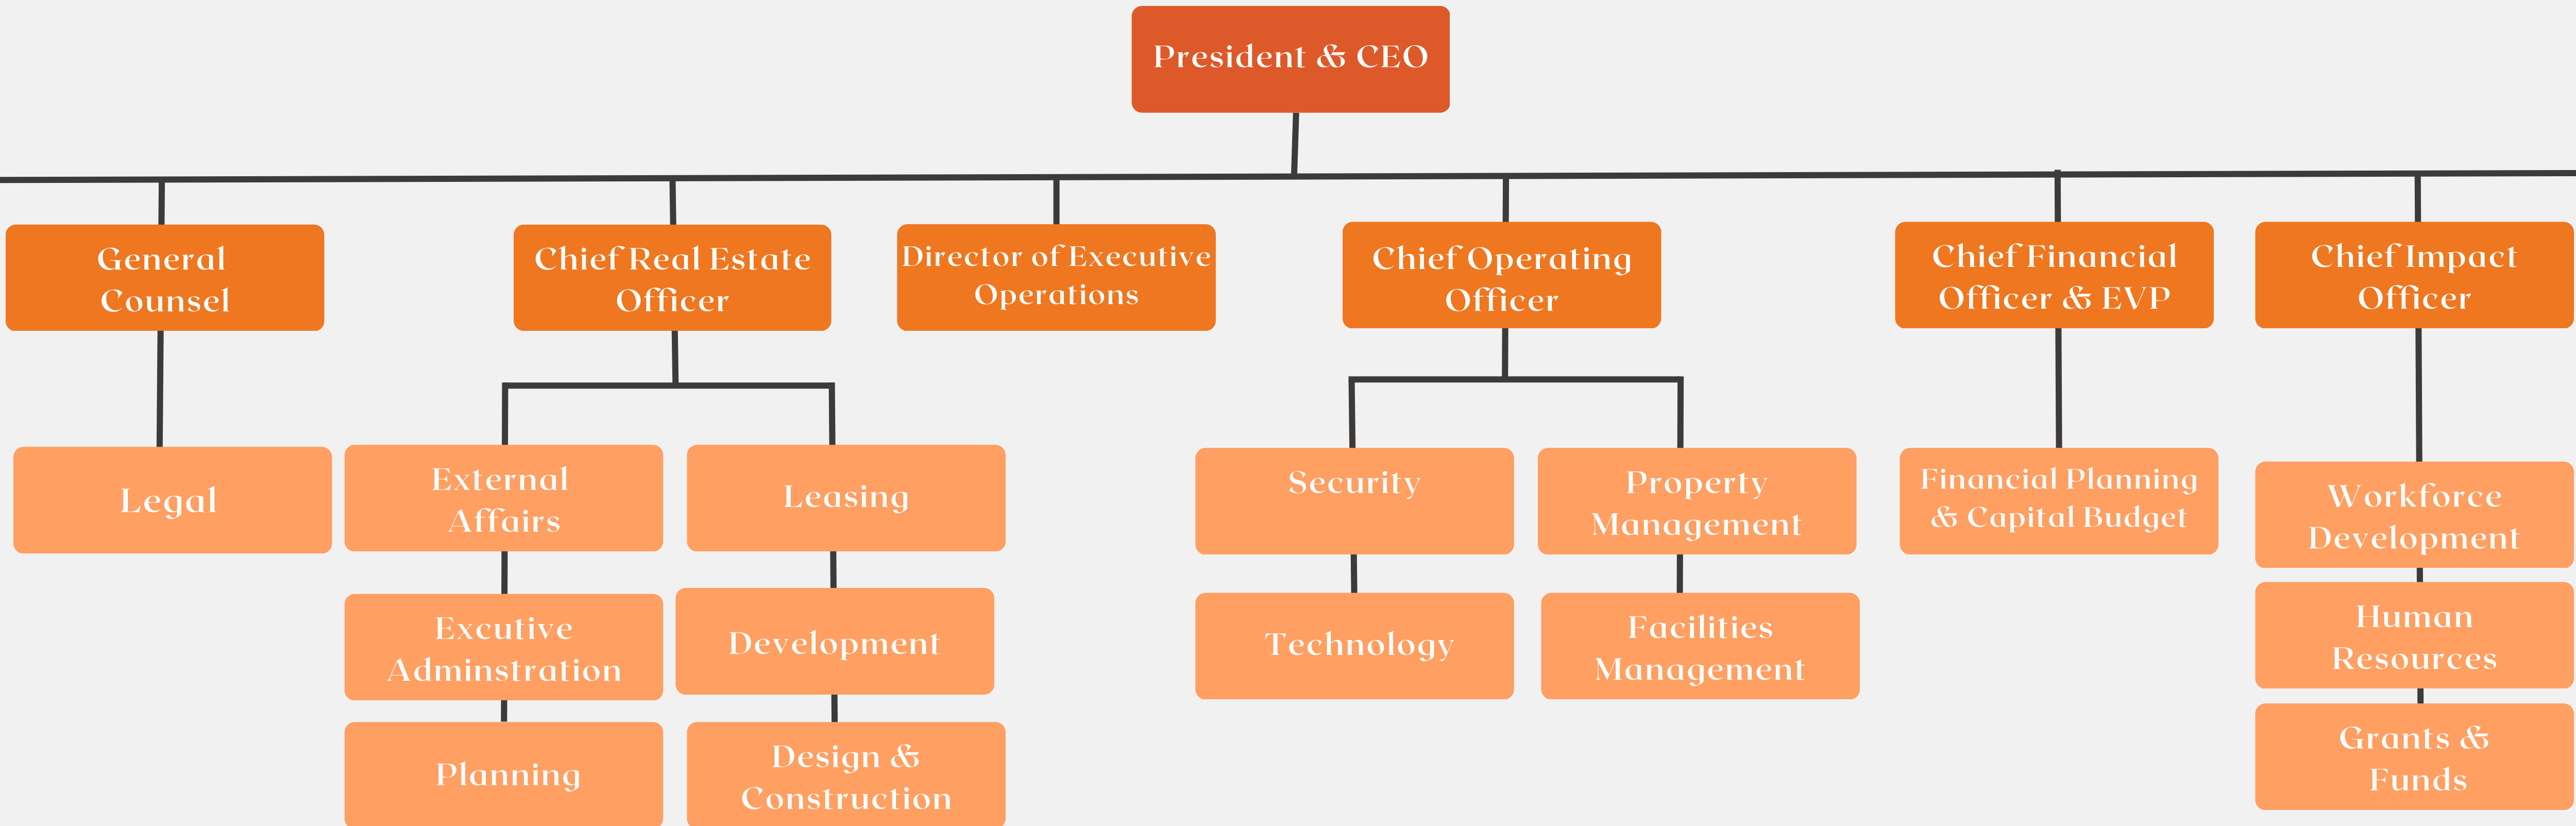 President & CEO
General
Counsel
Chief Real Estate
Officer
Director of Executive
Operations
Chief Operating
Officer
Chief Financial
Officer & EVP
Chief Impact
Officer
Legal
External
Affairs
Leasing
Security
Property
Management
Financial Planning
& Capital Budget
Workforce
Development
Excutive
Adminstration
Development
Technology
Facilities
Management
Human
Resources
Planning
Design &
Construction
Grants &
Funds